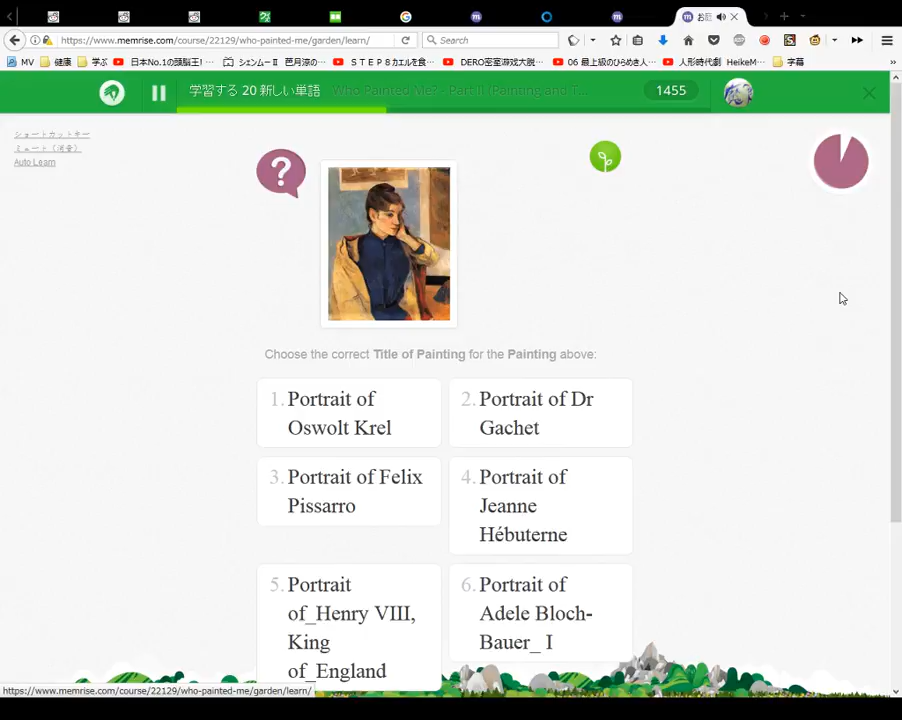 おた
https://www.memrise.com/course/22129/who-painted-me/garden/learn/
Search
MV
健康
学ぶ
日本No.1の頭脳王!…
シェンムーⅡ 芭月涼の…
ＳＴＥＰ８カエルを食…
DERO密室游戏大脱…
06 最上級のひらめき人…
人形時代劇
HeikeM…
字幕
学習する 20 新しい単語
Who Painted Me? - Part II (Painting and T...
1455
ショートカットキー
ミュート（消音）
Auto Learn
?
Choose the correct Title of Painting for the Painting above:
1. Portrait of
Oswolt Krel
2. Portrait of Dr
Gachet
3. Portrait of Felix
Pissarro
4. Portrait of
Jeanne
Hébuterne
5. Portrait
of_Henry VIII,
King
of_England
6. Portrait of
Adele Bloch-
Bauer_ I
https://www.memrise.com/course/22129/who-painted-me/garden/learn/